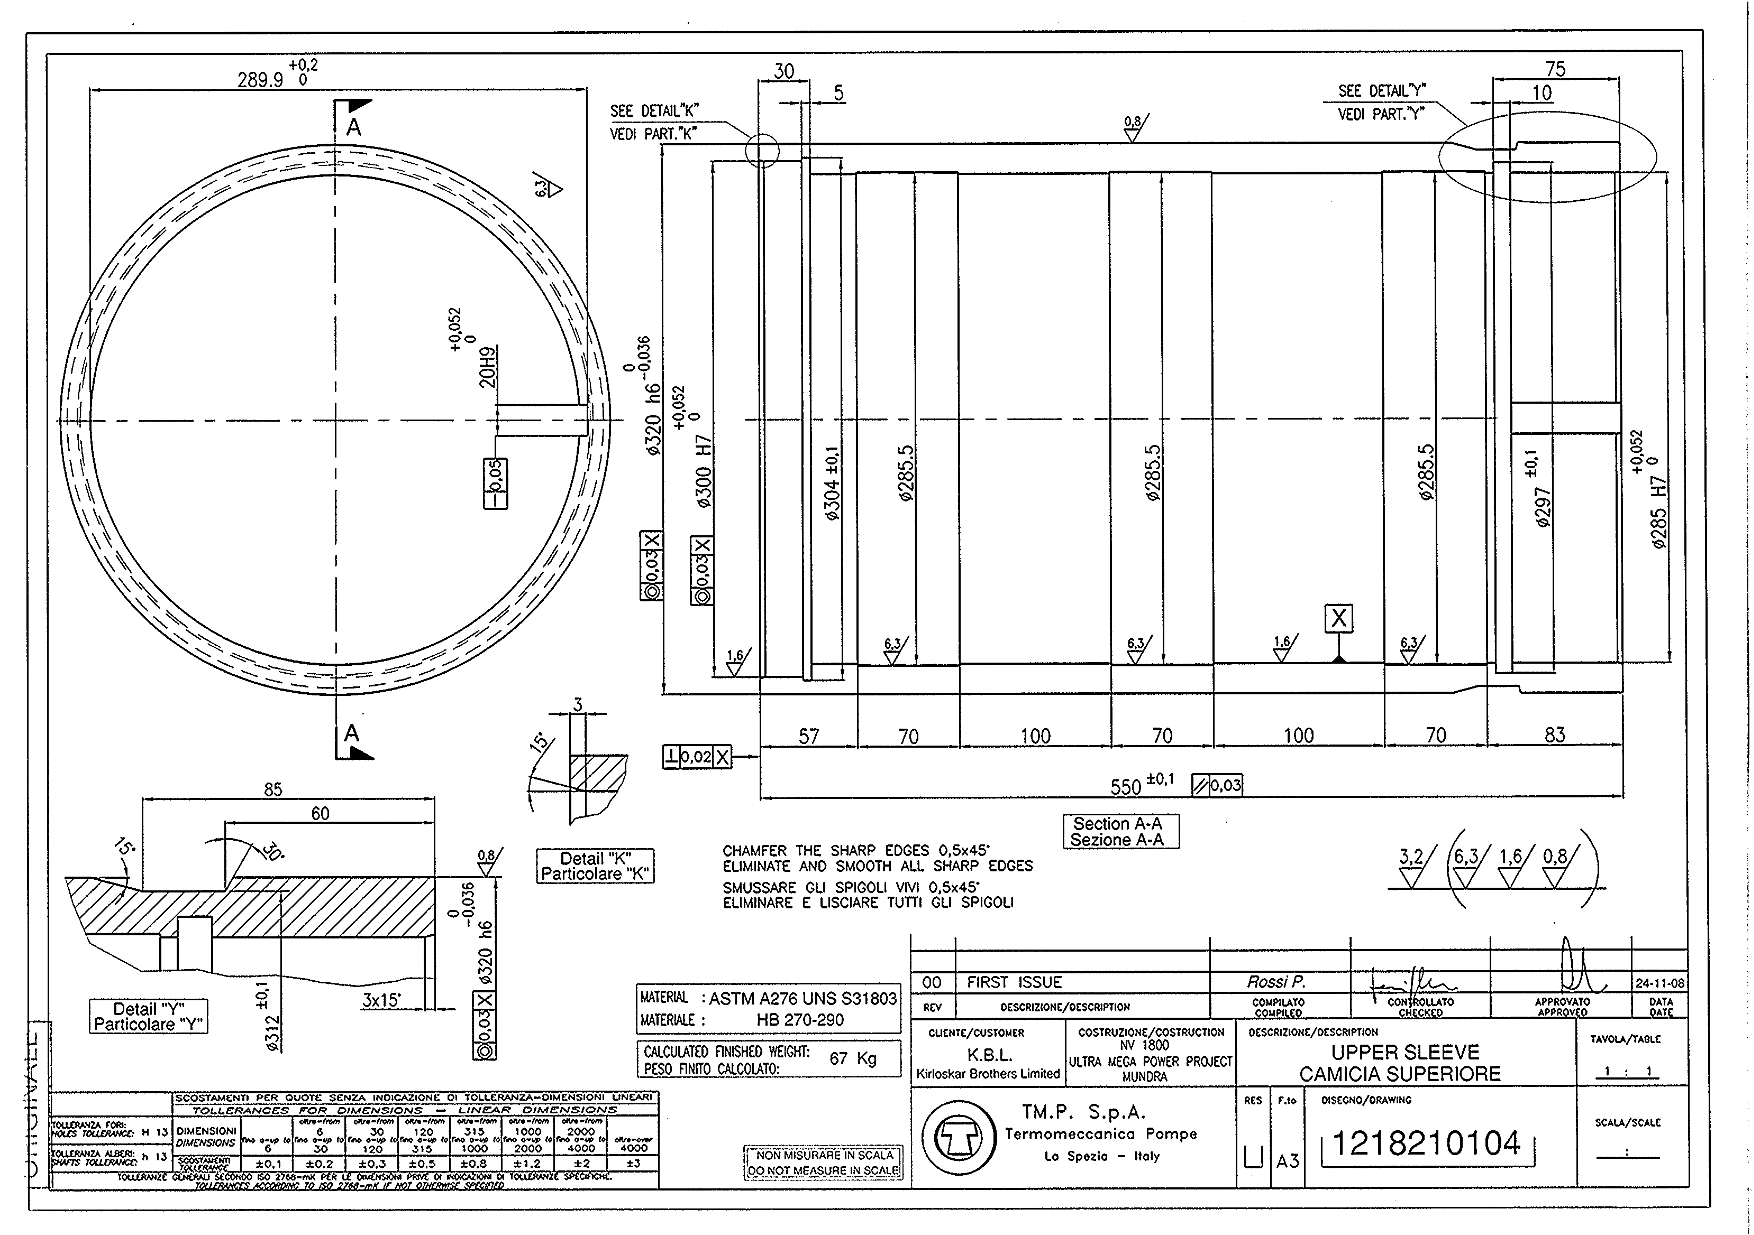 289.9 +0,2 0
A
SEE DETAIL"K"
VEDI PART."K"
30
5
0,8
SEE DETAIL"Y"
VEDI PART."Y"
75
10
6,3
20H9 +0,052 0
0,05
ø320 h6 0 -0,036
ø300 H7 +0,052 0
ø304 ±0,1
ø285.5
ø285.5
ø285.5
ø297 ±0,1
ø285 H7 +0,052 0
0,03 X
0,03 X
1,6
6,3
6,3
1,6
X
6,3
A
57
70
100
70
100
70
83
0,02 X
550 ±0,1
0,03
Section A-A
Sezione A-A
3
15°
Detail "K"
Particolare "K"
85
60
15°
30°
0,8
ø320 h6 0 -0,036
0,03 X
ø312 ±0,1
3x15°
Detail "Y"
Particolare "Y"
CHAMFER THE SHARP EDGES 0,5x45°
ELIMINATE AND SMOOTH ALL SHARP EDGES
SMUSSARE GLI SPIGOLI VIVI 0,5x45°
ELIMINARE E LISCIARE TUTTI GLI SPIGOLI
3,2 ( 6,3 1,6 0,8 )
MATERIAL : ASTM A276 UNS S31803
MATERIALE : HB 270-290
CALCULATED FINISHED WEIGHT: 67 Kg
PESO FINITO CALCOLATO:
00 FIRST ISSUE Rossi P. 24-11-08
REV DESCRIZIONE/DESCRIPTION COMPILATO COMPILED CONTROLLATO CHECKED APPROVATO APPROVED DATA DATE
CLIENTE/CUSTOMER
K.B.L.
Kirloskar Brothers Limited
COSTRUZIONE/COSTRUCTION
NV 1800
ULTRA MEGA POWER PROJECT
MUNDRA
DESCRIZIONE/DESCRIPTION
UPPER SLEEVE
CAMICIA SUPERIORE
TAVOLA/TABLE
1 : 1
TM.P. S.p.A.
Termomeccanica Pompe
La Spezia - Italy
RES
U
F.to
A3
DISEGNO/DRAWING
1218210104
SCALA/SCALE
:
NON MISURARE IN SCALA
DO NOT MEASURE IN SCALE
ORIGINALE
SCOSTAMENTI PER QUOTE SENZA INDICAZIONE DI TOLLERANZA-DIMENSIONI LINEARI
TOLLERANCES FOR DIMENSIONS - LINEAR DIMENSIONS
TOLLERANZA FORI:
HOLES TOLLERANCE: H 13
TOLLERANZA ALBERI:
SHAFTS TOLLERANCE: h 13
DIMENSIONI
DIMENSIONS
oltre-from oltre-from oltre-from oltre-from oltre-from oltre-from
6 30 120 315 1000 2000
fino a-up to fino a-up to fino a-up to fino a-up to fino a-up to fino a-up to fino a-up to oltre-over
6 30 120 315 1000 2000 4000 4000
SCOSTAMENTI
TOLLERANCE
±0,1 ±0.2 ±0,3 ±0.5 ±0.8 ±1.2 ±2 ±3
TOLLERANZE GENERALI SECONDO ISO 2768-mK PER LE DIMENSIONI PRIVE DI INDICAZIONI DI TOLLERANZE SPECIFICHE.
TOLLERANCES ACCORDING TO ISO 2768-mK IF NOT OTHERWISE SPECIFIED